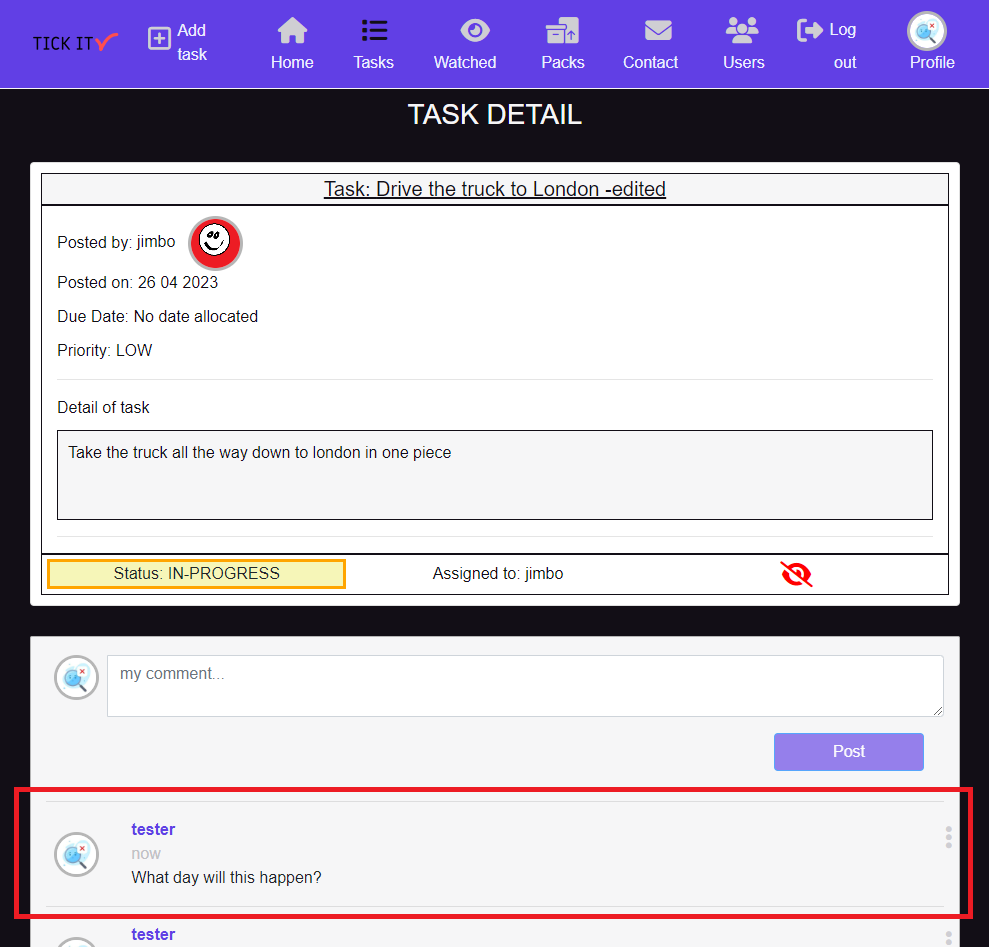 TICK IT
Add
task
Home
Tasks
Watched
Packs
Contact
Users
Log
out
Profile
TASK DETAIL
Task: Drive the truck to London -edited
Posted by: jimbo
Posted on: 26 04 2023
Due Date: No date allocated
Priority: LOW
Detail of task
Take the truck all the way down to london in one piece
Status: IN-PROGRESS
Assigned to: jimbo
my comment...
Post
tester
now
What day will this happen?
tester